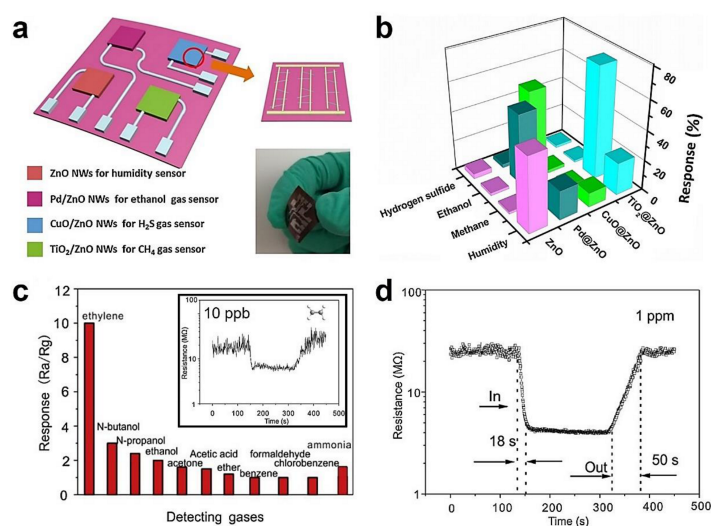 a
ZnO NWs for humidity sensor
Pd/ZnO NWs for ethanol gas sensor
CuO/ZnO NWs for H₂S gas sensor
TiO₂/ZnO NWs for CH₄ gas sensor
b
80
60
40
20
0
Response (%)
Hydrogen sulfide
Ethanol
Methane
Humidity
ZnO
Pd@ZnO
CuO@ZnO
TiO₂@ZnO
c
12
10
8
6
4
2
0
Response (Ra/Rg)
ethylene
N-butanol
N-propanol
ethanol
acetone
Acetic acid
ether
benzene
formaldehyde
chlorobenzene
ammonia
Detecting gases
10 ppb
100
10
1
Resistance (MΩ)
0 100 200 300 400 500
Time (s)
d
100
10
1
Resistance (MΩ)
1 ppm
In
18 s
Out
50 s
0 100 200 300 400 500
Time (s)